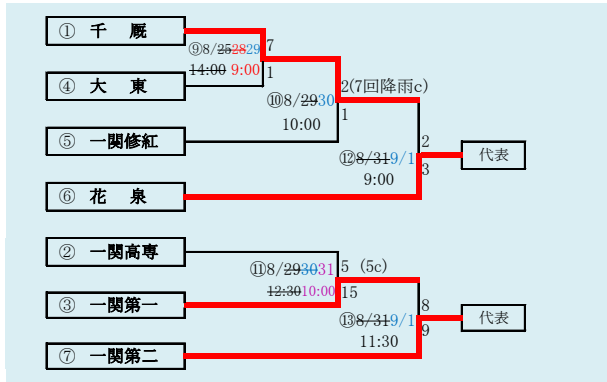 ① 千 厩
⑨8/25 28 29
7
14:00 9:00
1
④ 大 東
⑩8/29 30
2(7回降雨c)
10:00
1
⑤ 一関修紅
2
⑫8/31 9/1
3
代表
9:00
⑥ 花 泉
② 一関高専
⑪8/29 30 31
5 (5c)
12:30 10:00
15
③ 一関第一
8
⑬8/31 9/1
9
代表
11:30
⑦ 一関第二